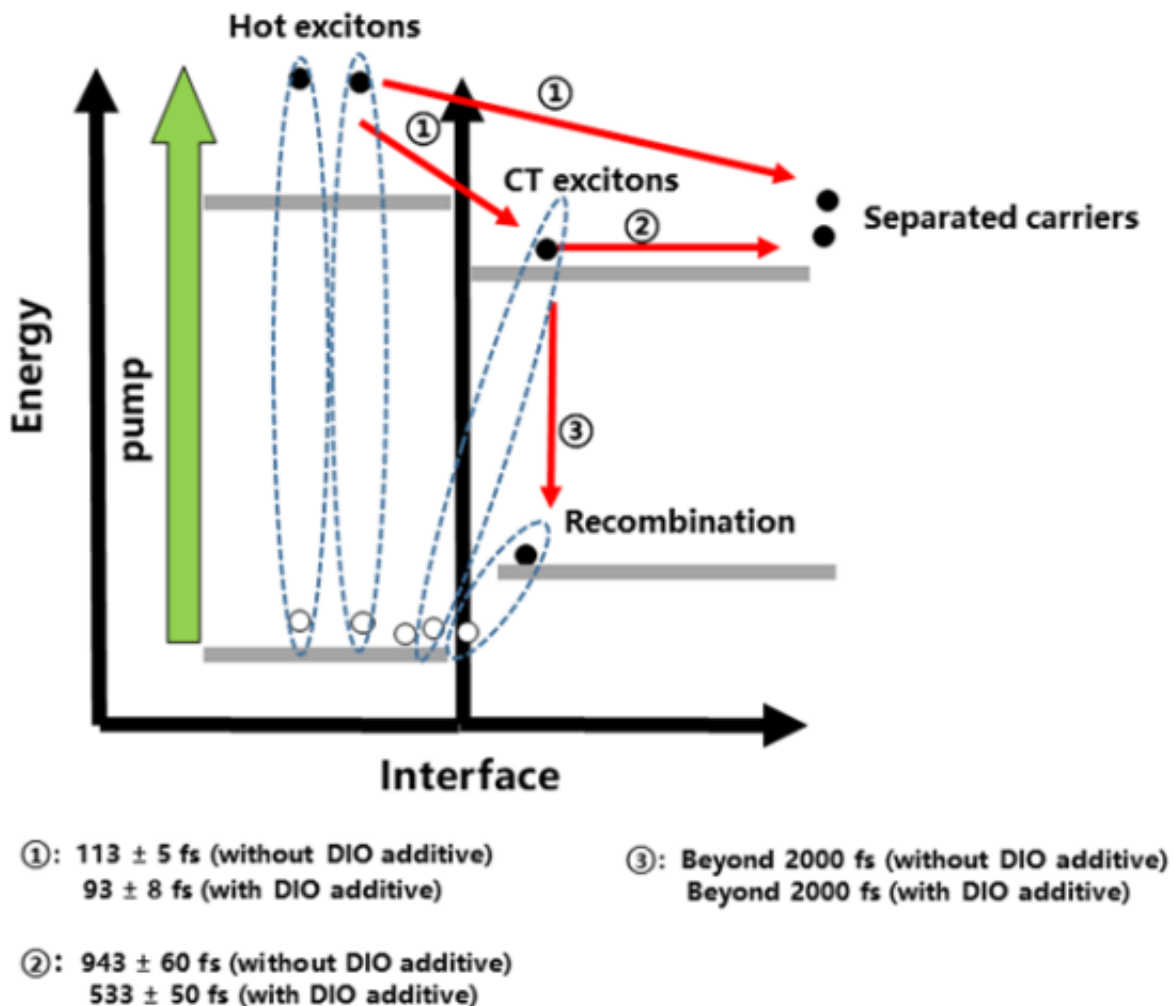 Hot excitons
①
①
CT excitons
②
Separated carriers
Energy
pump
③
Recombination
Interface
①: 113 ± 5 fs (without DIO additive)
93 ± 8 fs (with DIO additive)
③: Beyond 2000 fs (without DIO additive)
Beyond 2000 fs (with DIO additive)
②: 943 ± 60 fs (without DIO additive)
533 ± 50 fs (with DIO additive)